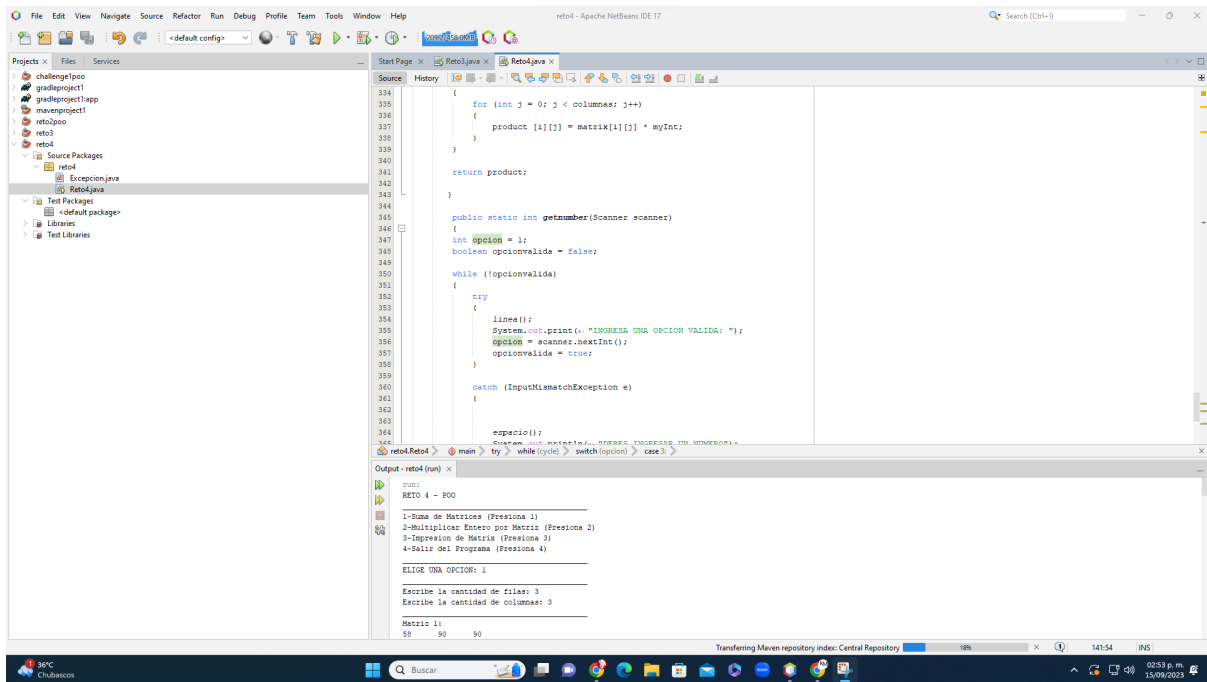 File Edit View Navigate Source Refactor Run Debug Profile Team Tools Window Help
reto4 - Apache NetBeans IDE 17
Search (Ctrl+I)
<default config>
Projects Files Services
challenge1poo
gradleproject1
gradleproject1:app
mavenproject1
reto2poo
reto3
reto4
Source Packages
reto4
Excepcion.java
Reto4.java
Test Packages
<default package>
Libraries
Test Libraries
Start Page Reto3.java Reto4.java
Source History
334 {
335 for (int j = 0; j < columnas; j++)
336 {
337 product [i][j] = matrix[i][j] * myInt;
338 }
339 }
340
341 return product;
342
343 }
344
345 public static int getnumber(Scanner scanner)
346 {
347 int opcion = 1;
348 boolean opcionvalida = false;
349
350 while (!opcionvalida)
351 {
352 try
353 {
354 linea();
355 System.out.print(s: "INGRESA UNA OPCION VALIDA: ");
356 opcion = scanner.nextInt();
357 opcionvalida = true;
358 }
359
360 catch (InputMismatchException e)
361 {
362
363
364 espacio();
365 System.out.println(x: "DEBES INGRESAR UN NUMERO");
reto4.Reto4 main try while (cycle) switch (opcion) case 3:
Output - reto4 (run)
run:
RETO 4 - POO
1-Suma de Matrices (Presiona 1)
2-Multiplicar Entero por Matriz (Presiona 2)
3-Impresion de Matrix (Presiona 3)
4-Salir del Programa (Presiona 4)
ELIGE UNA OPCION: 1
Escribe la cantidad de filas: 3
Escribe la cantidad de columnas: 3
Matriz 1:
58 90 90
Transferring Maven repository index: Central Repository 18% 141:54 INS
1
36°C
Chubascos
Buscar
02:53 p. m.
15/09/2023